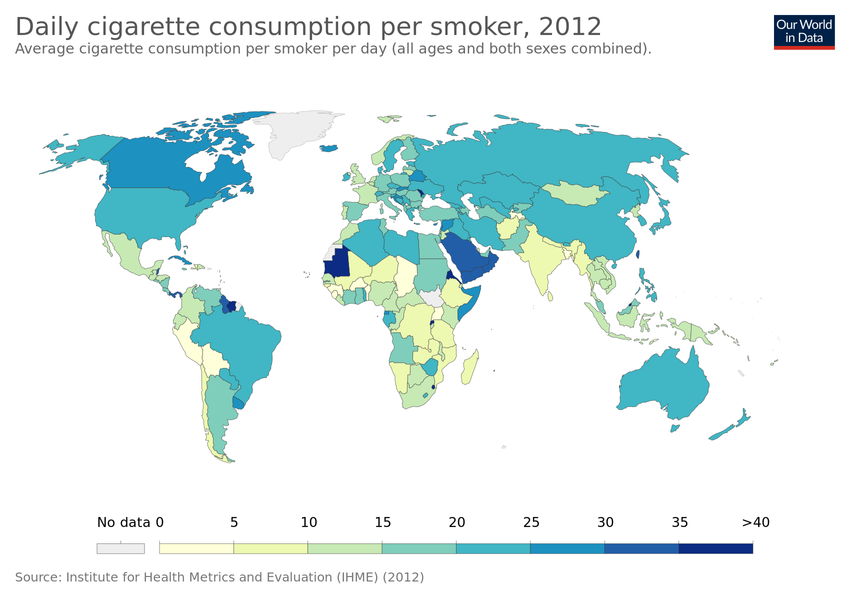 Daily cigarette consumption per smoker, 2012
Average cigarette consumption per smoker per day (all ages and both sexes combined).
Our World
in Data
No data 0 5 10 15 20 25 30 35 >40
Source: Institute for Health Metrics and Evaluation (IHME) (2012)